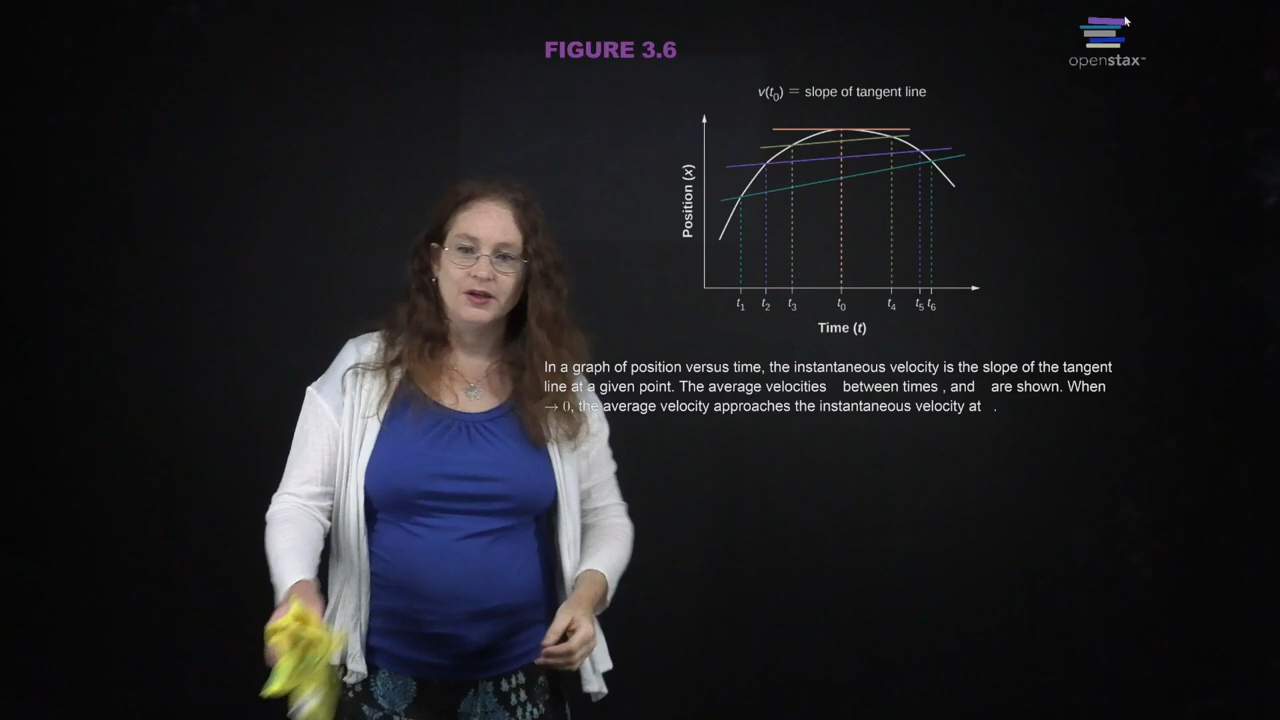 FIGURE 3.6
openstax™
v(t0) = slope of tangent line
Position (x)
t1 t2 t3 t0 t4 t5 t6
Time (t)
In a graph of position versus time, the instantaneous velocity is the slope of the tangent
line at a given point. The average velocities between times , and are shown. When
→ 0, the average velocity approaches the instantaneous velocity at .